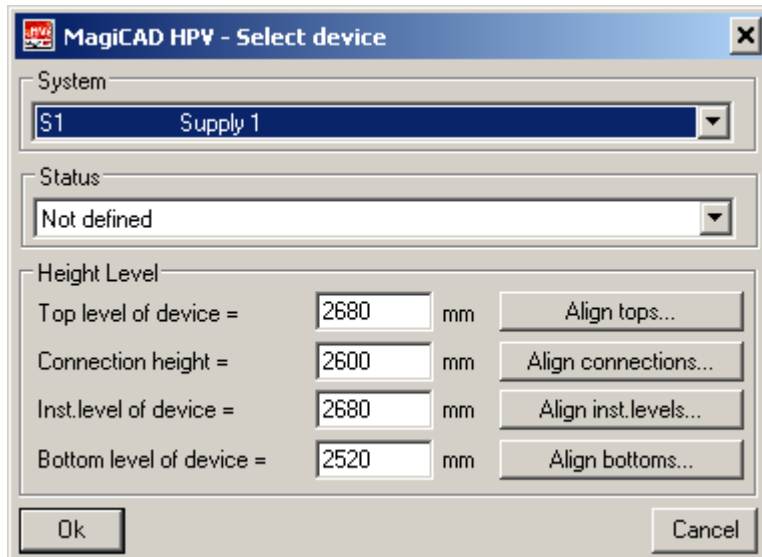 MagiCAD HPV - Select device
System
S1 Supply 1
Status
Not defined
Height Level
Top level of device = 2680 mm Align tops...
Connection height = 2600 mm Align connections...
Inst.level of device = 2680 mm Align inst.levels...
Bottom level of device = 2520 mm Align bottoms...
Ok Cancel